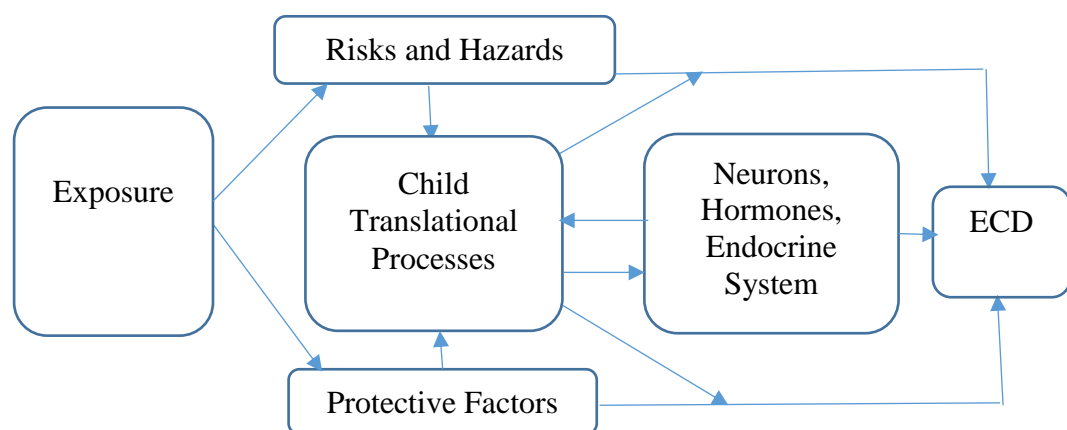 Risks and Hazards
Exposure
Child
Translational
Processes
Neurons,
Hormones,
Endocrine
System
ECD
Protective Factors